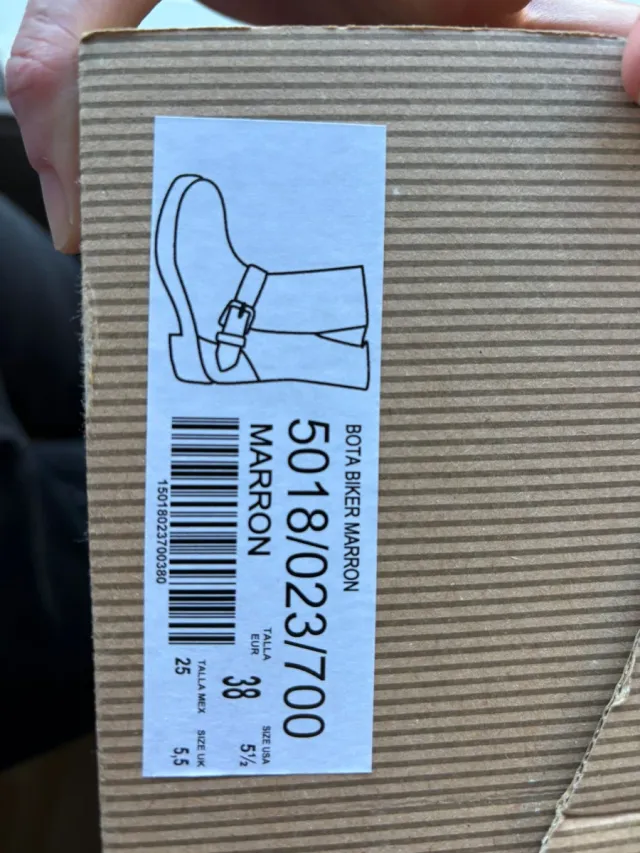 BOTA BIKER MARRON
5018/023/700
MARRON
15018023700380
TALLA EUR
38
SIZE USA
5½
TALLA MEX
25
SIZE UK
5,5